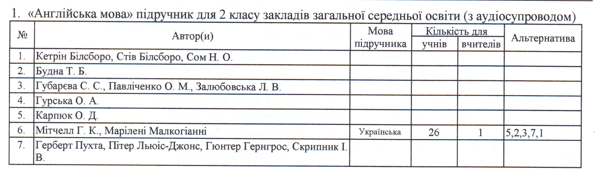 1. «Англійська мова» підручник для 2 класу закладів загальної середньої освіти (з аудіосупроводом)
№ Автор(и) Мова підручника Кількість для учнів вчителів Альтернатива
1. Кетрін Білсборо, Стів Білсборо, Сом Н. О.
2. Будна Т. Б.
3. Губарєва С. С., Павліченко О. М., Залюбовська Л. В.
4. Гурська О. А.
5. Карпюк О. Д.
6. Мітчелл Г. К., Марілені Малкогіанні Українська 26 1 5,2,3,7,1
7. Герберт Пухта, Пітер Льюіс-Джонс, Гюнтер Гернгрос, Скрипник І.
В.